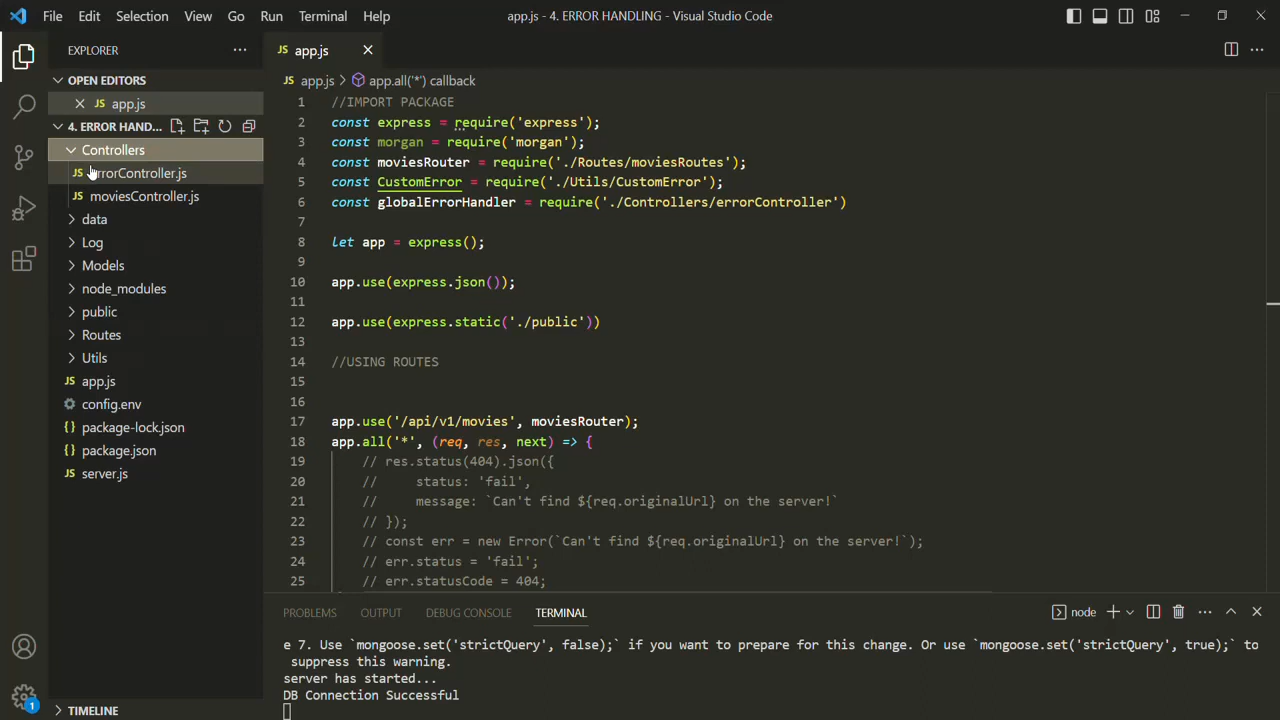 File Edit Selection View Go Run Terminal Help app.js - 4. ERROR HANDLING - Visual Studio Code
EXPLORER
OPEN EDITORS
JS app.js
4. ERROR HAND...
Controllers
JS errorController.js
JS moviesController.js
data
Log
Models
node_modules
public
Routes
Utils
JS app.js
config.env
{} package-lock.json
{} package.json
JS server.js
TIMELINE
1
JS app.js
JS app.js > app.all('*') callback
1 //IMPORT PACKAGE
2 const express = require('express');
3 const morgan = require('morgan');
4 const moviesRouter = require('./Routes/moviesRoutes');
5 const CustomError = require('./Utils/CustomError');
6 const globalErrorHandler = require('./Controllers/errorController')
7
8 let app = express();
9
10 app.use(express.json());
11
12 app.use(express.static('./public'))
13
14 //USING ROUTES
15
16
17 app.use('/api/v1/movies', moviesRouter);
18 app.all('*', (req, res, next) => {
19 // res.status(404).json({
20 // status: 'fail',
21 // message: `Can't find ${req.originalUrl} on the server!`
22 // });
23 // const err = new Error(`Can't find ${req.originalUrl} on the server!`);
24 // err.status = 'fail';
25 // err.statusCode = 404;
PROBLEMS OUTPUT DEBUG CONSOLE TERMINAL node
e 7. Use `mongoose.set('strictQuery', false);` if you want to prepare for this change. Or use `mongoose.set('strictQuery', true);` to
suppress this warning.
server has started...
DB Connection Successful